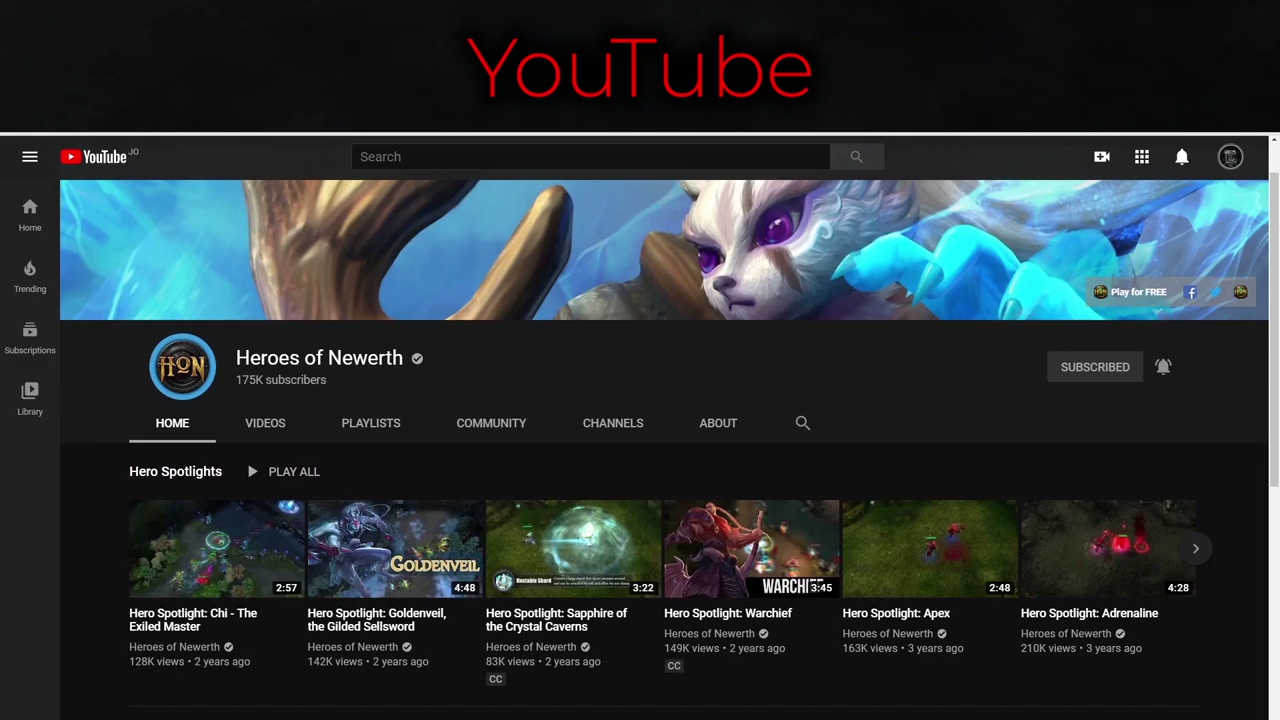 YouTube
YouTube JO
Search
Home
Trending
Subscriptions
Library
Play for FREE
HON
Heroes of Newerth
175K subscribers
SUBSCRIBED
HOME VIDEOS PLAYLISTS COMMUNITY CHANNELS ABOUT
Hero Spotlights PLAY ALL
2:57
GOLDENVEIL
4:48
Unstable Shard
3:22
WARCHI
3:45
2:48
4:28
Hero Spotlight: Chi - The
Exiled Master
Heroes of Newerth
128K views • 2 years ago
Hero Spotlight: Goldenveil,
the Gilded Sellsword
Heroes of Newerth
142K views • 2 years ago
Hero Spotlight: Sapphire of
the Crystal Caverns
Heroes of Newerth
83K views • 2 years ago
CC
Hero Spotlight: Warchief
Heroes of Newerth
149K views • 2 years ago
CC
Hero Spotlight: Apex
Heroes of Newerth
163K views • 3 years ago
Hero Spotlight: Adrenaline
Heroes of Newerth
210K views • 3 years ago